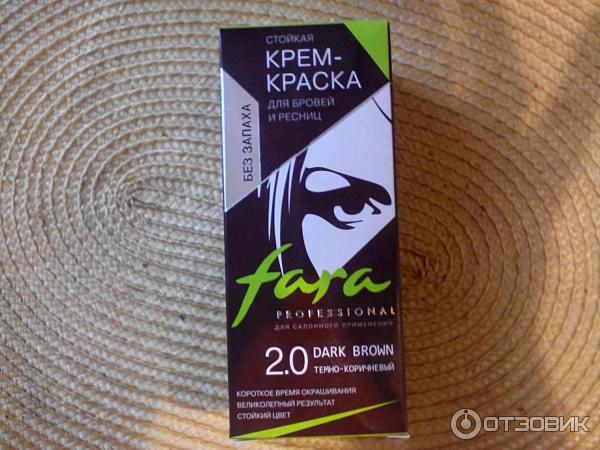 СТОЙКАЯ
КРЕМ-
КРАСКА
ДЛЯ БРОВЕЙ
И РЕСНИЦ
БЕЗ ЗАПАХА
fara
PROFESSIONAL
ДЛЯ САЛОННОГО ПРИМЕНЕНИЯ
2.0 DARK BROWN
ТЕМНО-КОРИЧНЕВЫЙ
КОРОТКОЕ ВРЕМЯ ОКРАШИВАНИЯ
ВЕЛИКОЛЕПНЫЙ РЕЗУЛЬТАТ
СТОЙКИЙ ЦВЕТ
ОТЗОВИК